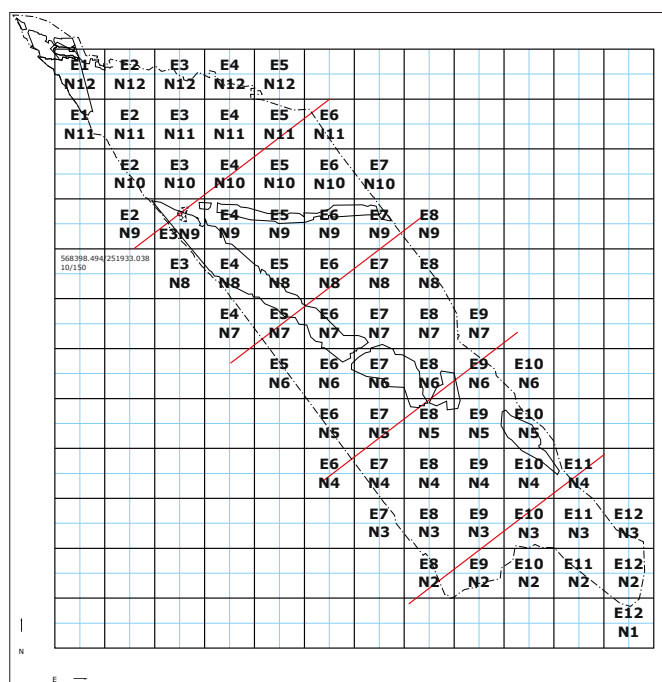 E1 E2 E3 E4 E5
N12 N12 N12 N12 N12
E1 E2 E3 E4 E5 E6
N11 N11 N11 N11 N11 N11
E2 E3 E4 E5 E6 E7
N10 N10 N10 N10 N10 N10
E2 E3N9 E4 E5 E6 E7 E8
N9 N9 N9 N9 N9 N9
568398.494/251933.038
10/150
E3 E4 E5 E6 E7 E8
N8 N8 N8 N8 N8 N8
E4 E5 E6 E7 E8 E9
N7 N7 N7 N7 N7 N7
E5 E6 E7 E8 E9 E10
N6 N6 N6 N6 N6 N6
E6 E7 E8 E9 E10
N5 N5 N5 N5 N5
E6 E7 E8 E9 E10 E11
N4 N4 N4 N4 N4 N4
E7 E8 E9 E10 E11 E12
N3 N3 N3 N3 N3 N3
E8 E9 E10 E11 E12
N2 N2 N2 N2 N2
E12
N1
N
E